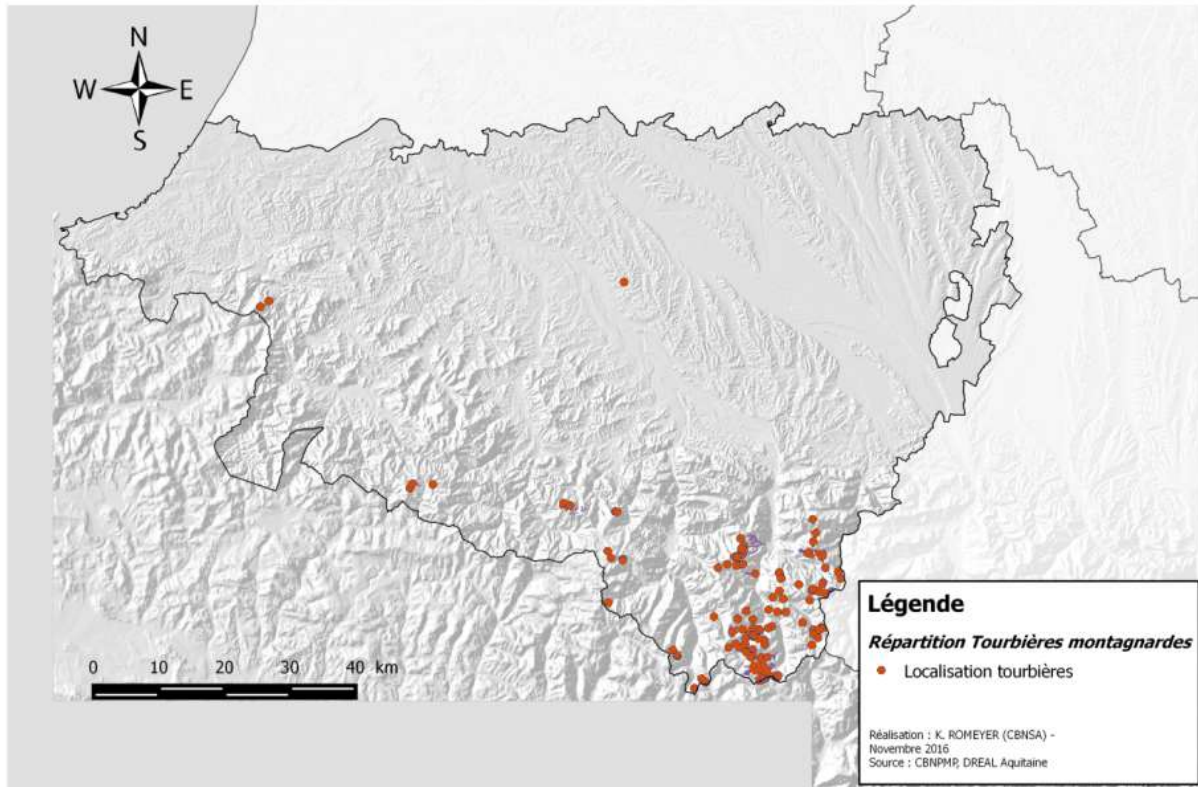 N
W E
S
0 10 20 30 40 km
Légende
Répartition Tourbières montagnardes
Localisation tourbières
Réalisation : K. ROMEYER (CBNSA) -
Novembre 2016
Source : CBNPMP, DREAL Aquitaine